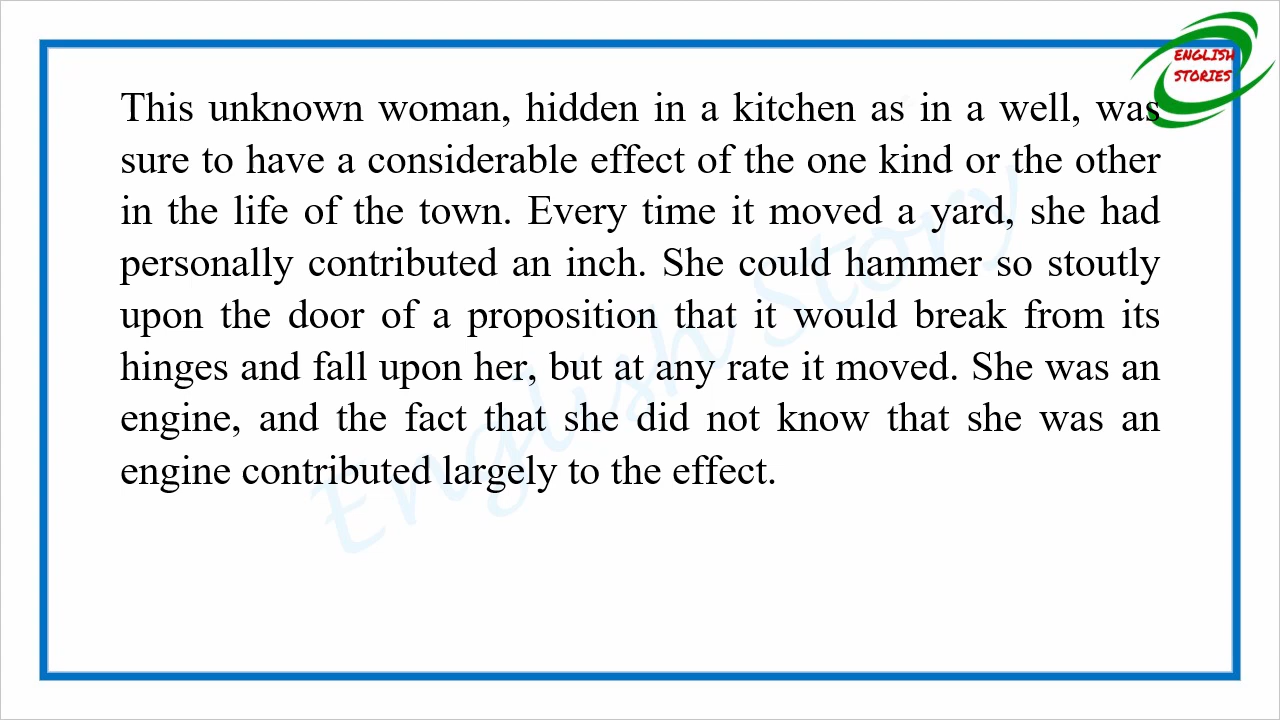 ENGLISH
STORIES
This unknown woman, hidden in a kitchen as in a well, was
sure to have a considerable effect of the one kind or the other
in the life of the town. Every time it moved a yard, she had
personally contributed an inch. She could hammer so stoutly
upon the door of a proposition that it would break from its
hinges and fall upon her, but at any rate it moved. She was an
engine, and the fact that she did not know that she was an
engine contributed largely to the effect.
English Story